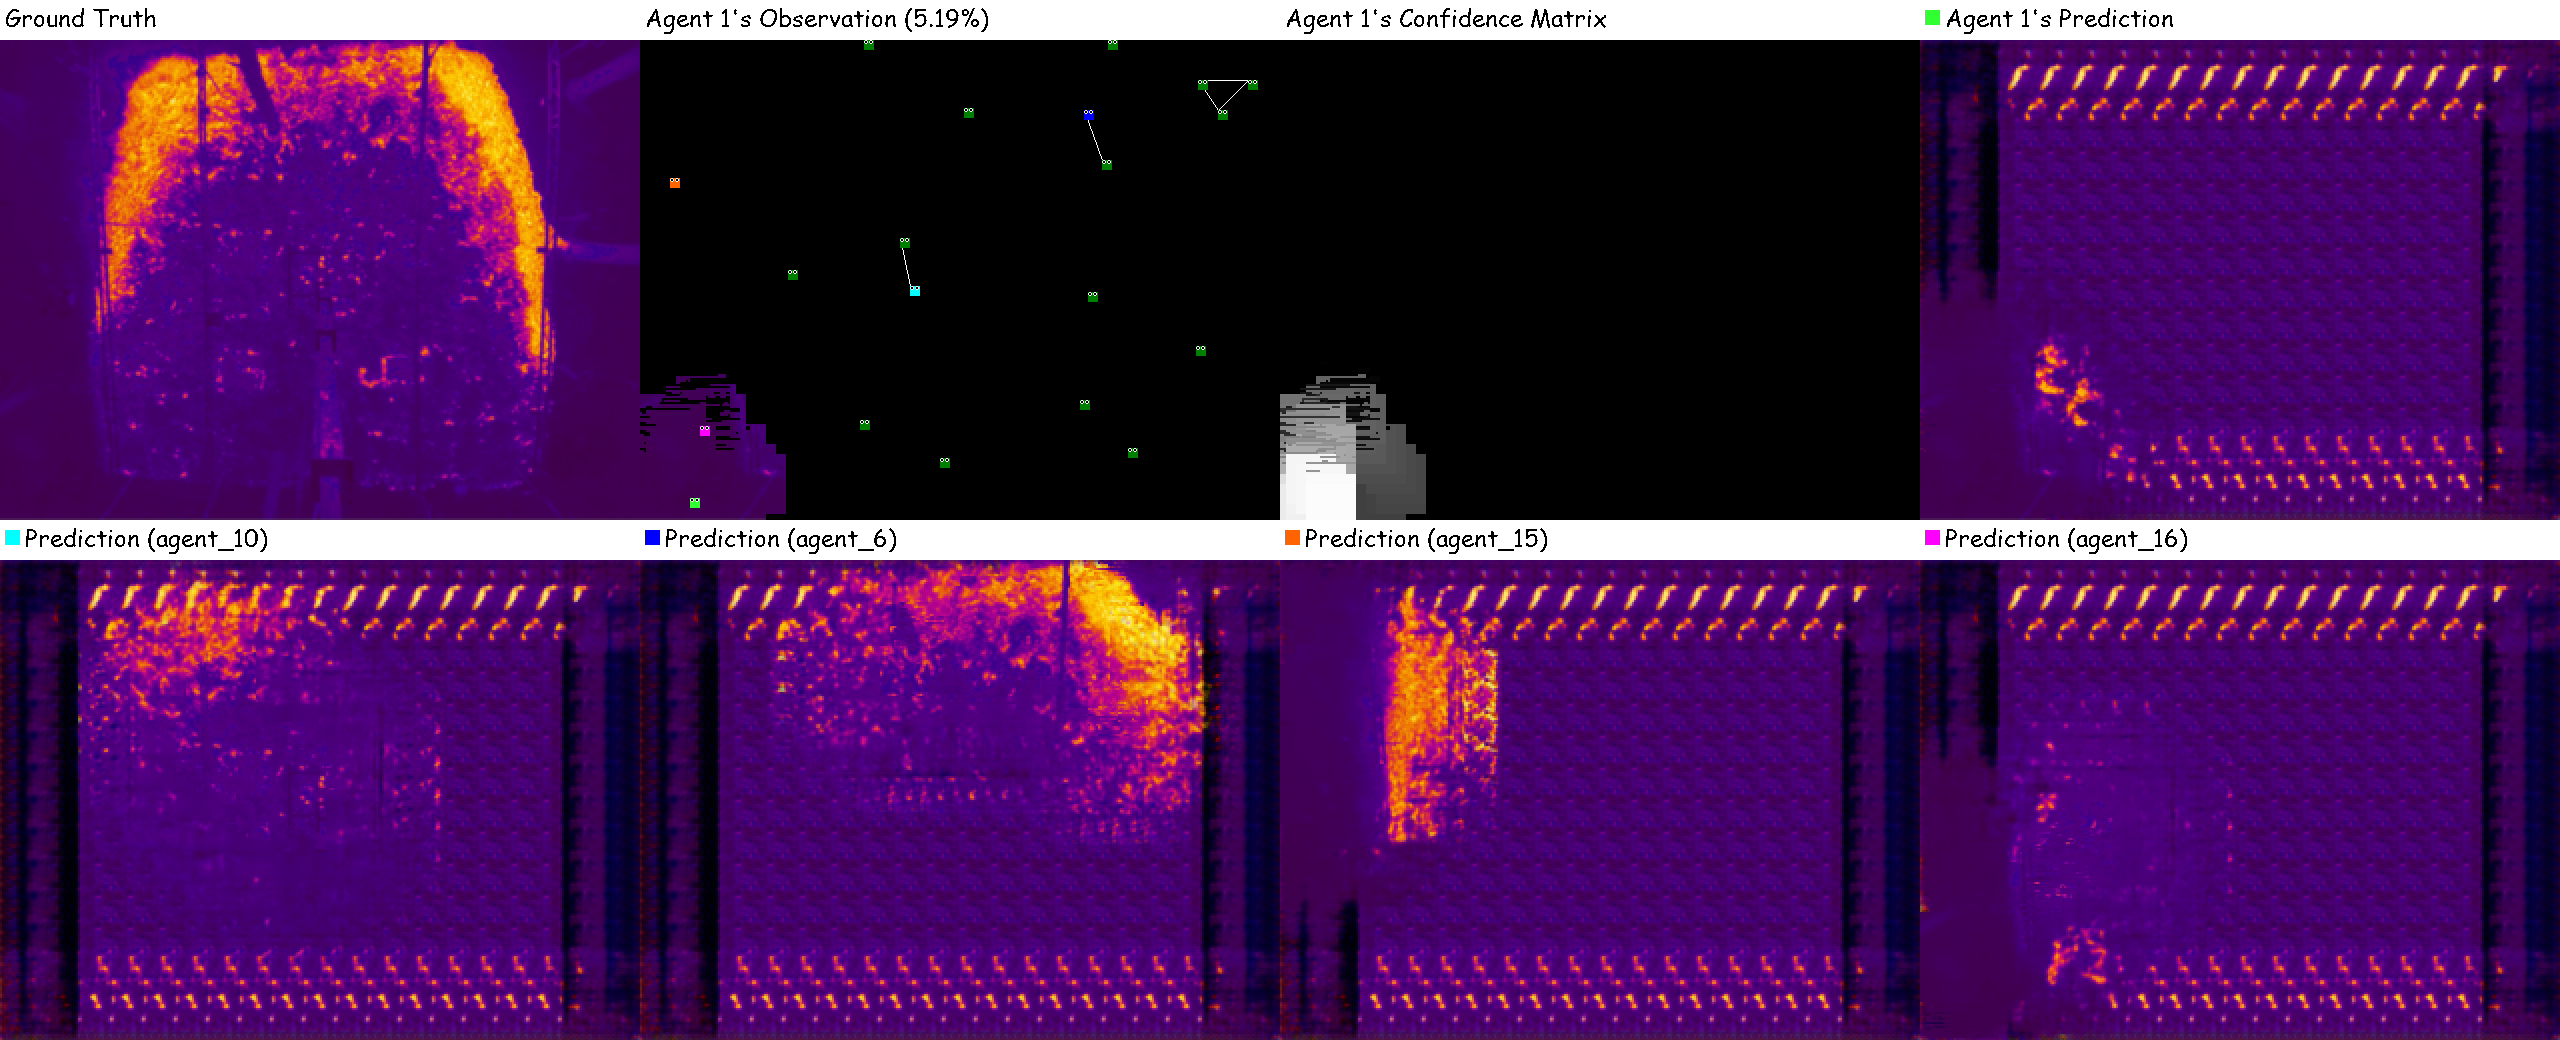 Ground Truth
Agent 1's Observation (5.19%)
Agent 1's Confidence Matrix
Agent 1's Prediction
Prediction (agent_10)
Prediction (agent_6)
Prediction (agent_15)
Prediction (agent_16)